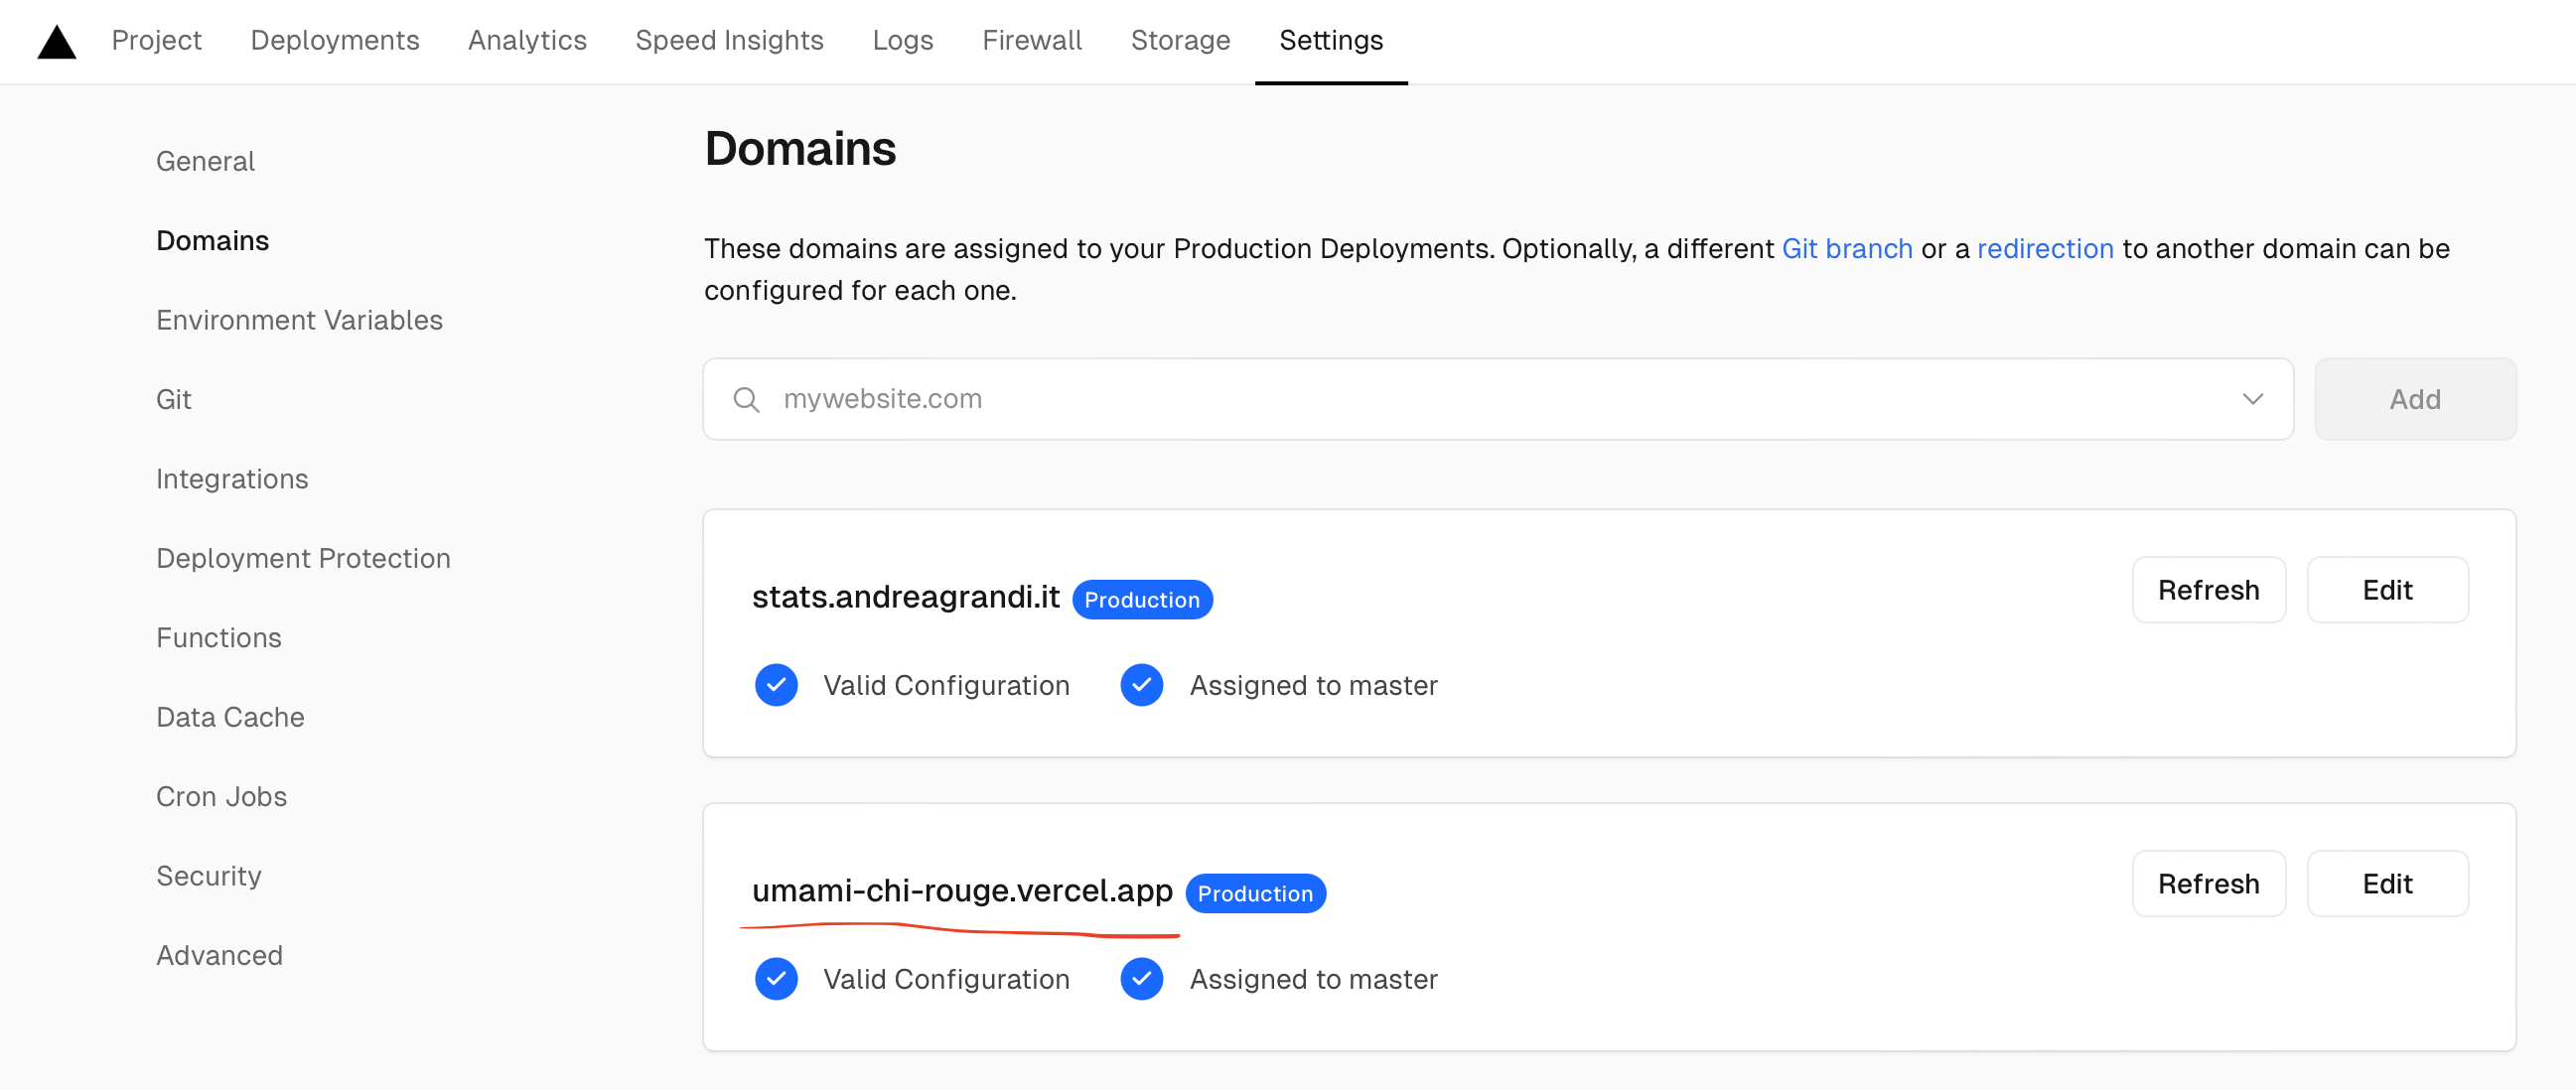 Project Deployments Analytics Speed Insights Logs Firewall Storage Settings
General
Domains
Environment Variables
Git
Integrations
Deployment Protection
Functions
Data Cache
Cron Jobs
Security
Advanced
Domains
These domains are assigned to your Production Deployments. Optionally, a different Git branch or a redirection to another domain can be
configured for each one.
mywebsite.com Add
stats.andreagrandi.it Production Refresh Edit
Valid Configuration Assigned to master
umami-chi-rouge.vercel.app Production Refresh Edit
Valid Configuration Assigned to master